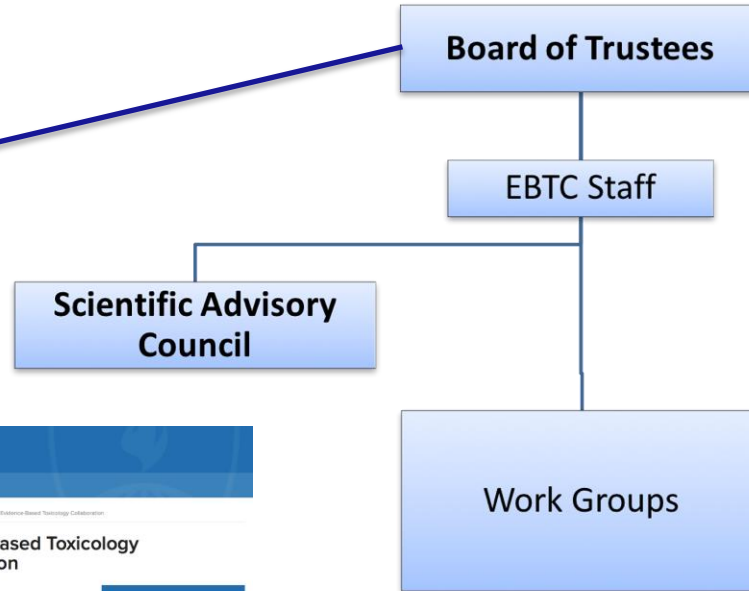 Board of Trustees
EBTC Staff
Scientific Advisory
Council
Work Groups
Evidence Based Toxicology Collaboration
ased Toxicology
on